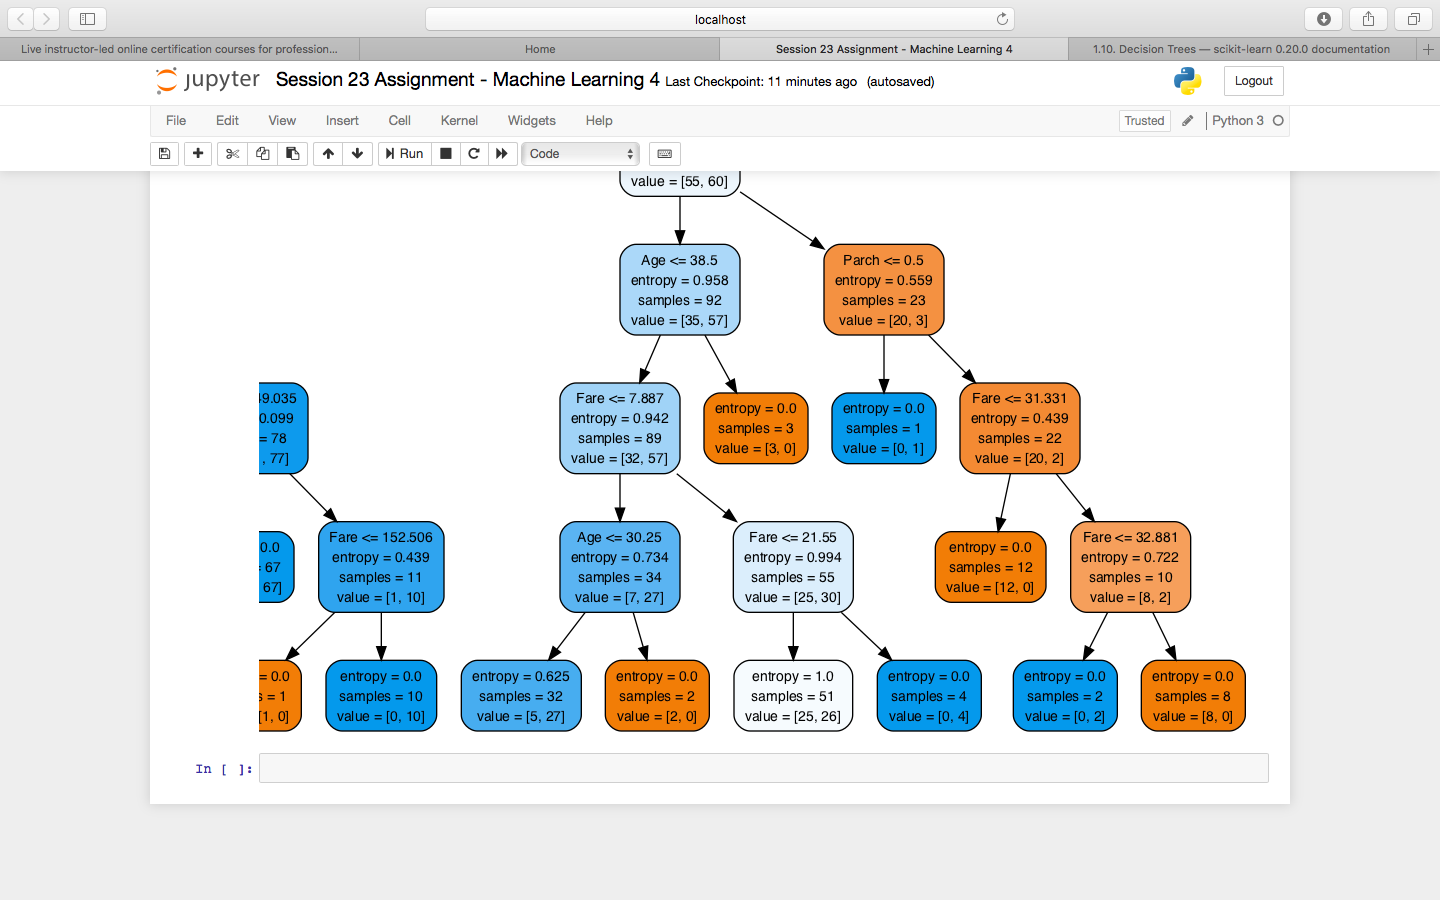 localhost
Live instructor-led online certification courses for profession...
Home
Session 23 Assignment - Machine Learning 4
1.10. Decision Trees — scikit-learn 0.20.0 documentation
jupyter
Session 23 Assignment - Machine Learning 4 Last Checkpoint: 11 minutes ago (autosaved)
Logout
File Edit View Insert Cell Kernel Widgets Help
Trusted
Python 3
Run
Code
value = [55, 60]
Age <= 38.5
entropy = 0.958
samples = 92
value = [35, 57]
Parch <= 0.5
entropy = 0.559
samples = 23
value = [20, 3]
9.035
0.099
= 78
, 77]
Fare <= 7.887
entropy = 0.942
samples = 89
value = [32, 57]
entropy = 0.0
samples = 3
value = [3, 0]
entropy = 0.0
samples = 1
value = [0, 1]
Fare <= 31.331
entropy = 0.439
samples = 22
value = [20, 2]
0.0
67
67]
Fare <= 152.506
entropy = 0.439
samples = 11
value = [1, 10]
Age <= 30.25
entropy = 0.734
samples = 34
value = [7, 27]
Fare <= 21.55
entropy = 0.994
samples = 55
value = [25, 30]
entropy = 0.0
samples = 12
value = [12, 0]
Fare <= 32.881
entropy = 0.722
samples = 10
value = [8, 2]
= 0.0
s = 1
[1, 0]
entropy = 0.0
samples = 10
value = [0, 10]
entropy = 0.625
samples = 32
value = [5, 27]
entropy = 0.0
samples = 2
value = [2, 0]
entropy = 1.0
samples = 51
value = [25, 26]
entropy = 0.0
samples = 4
value = [0, 4]
entropy = 0.0
samples = 2
value = [0, 2]
entropy = 0.0
samples = 8
value = [8, 0]
In [ ]: